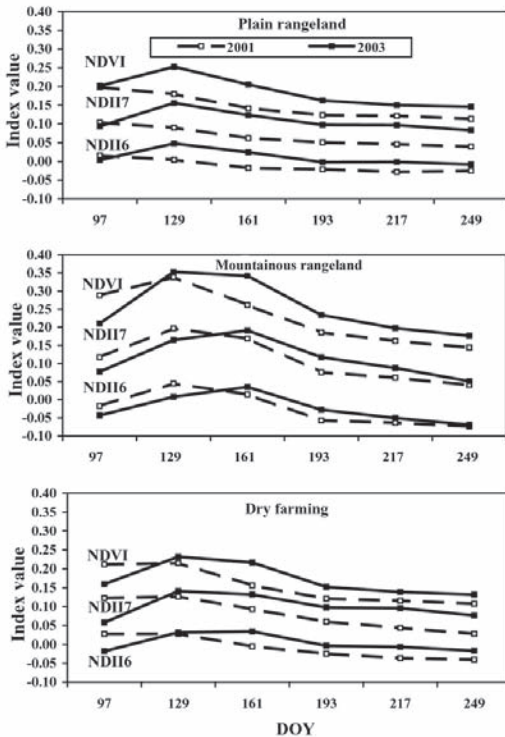 Plain rangeland
2001 2003
0.40
0.35
0.30
0.25
0.20
0.15
0.10
0.05
0.00
-0.05
-0.10
Index value
NDVI
NDII7
NDII6
97 129 161 193 217 249
Mountainous rangeland
0.40
0.35
0.30
0.25
0.20
0.15
0.10
0.05
0.00
-0.05
-0.10
Index value
NDVI
NDII7
NDII6
97 129 161 193 217 249
Dry farming
0.40
0.35
0.30
0.25
0.20
0.15
0.10
0.05
0.00
-0.05
-0.10
Index value
NDVI
NDII7
NDII6
97 129 161 193 217 249
DOY